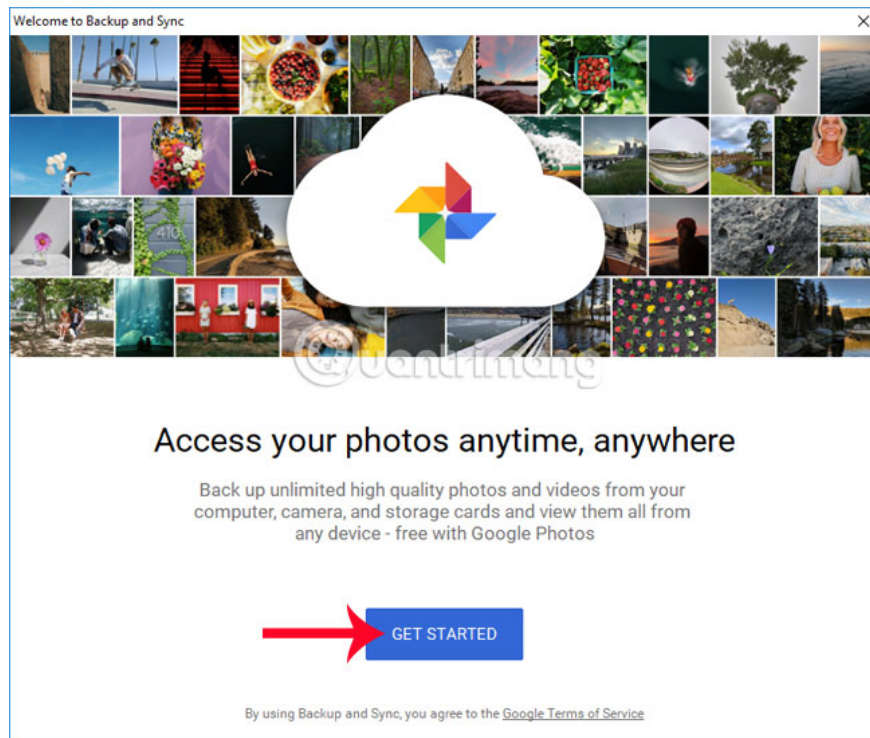 Welcome to Backup and Sync
410
Quantrimang
Access your photos anytime, anywhere
Back up unlimited high quality photos and videos from your
computer, camera, and storage cards and view them all from
any device - free with Google Photos
GET STARTED
By using Backup and Sync, you agree to the Google Terms of Service